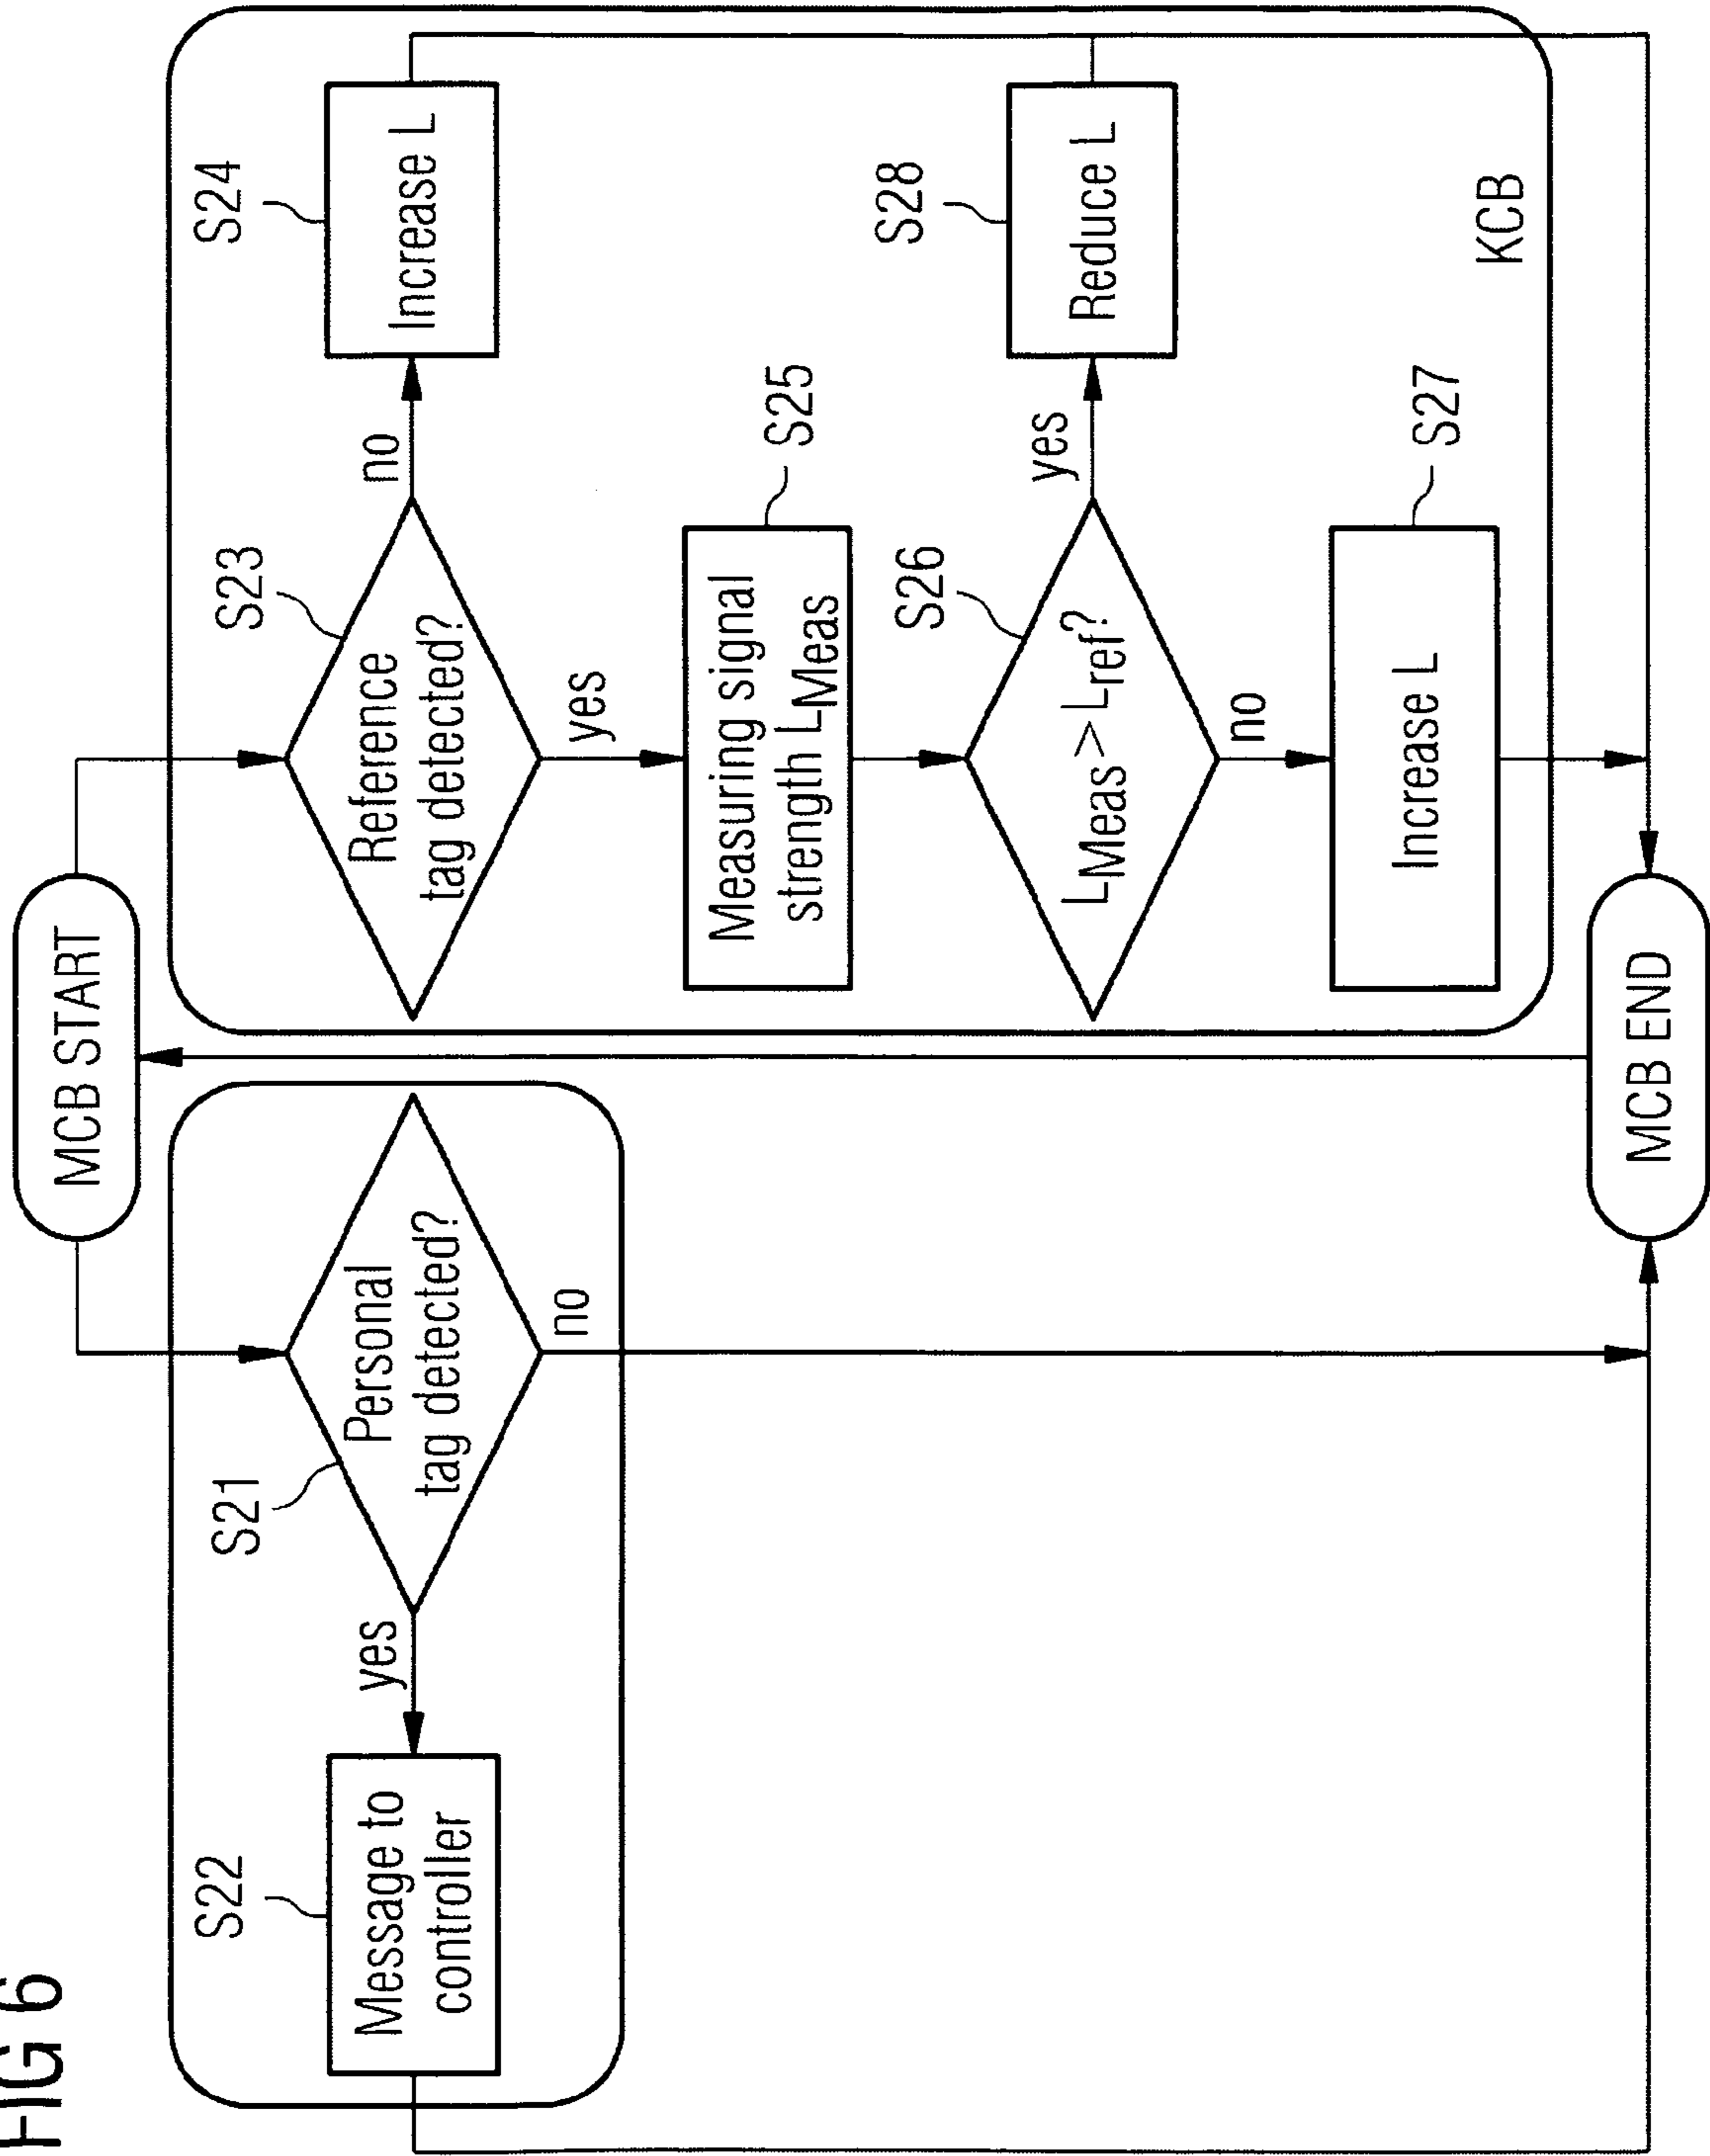 FIG 6
MCB START
S21
Personal
tag detected?
yes
no
S22
Message to
controller
S23
Reference
tag detected?
no
yes
S24
Increase L
S25
Measuring signal
strength LMeas
S26
LMeas > Lref?
yes
no
S28
Reduce L
S27
Increase L
KCB
MCB END